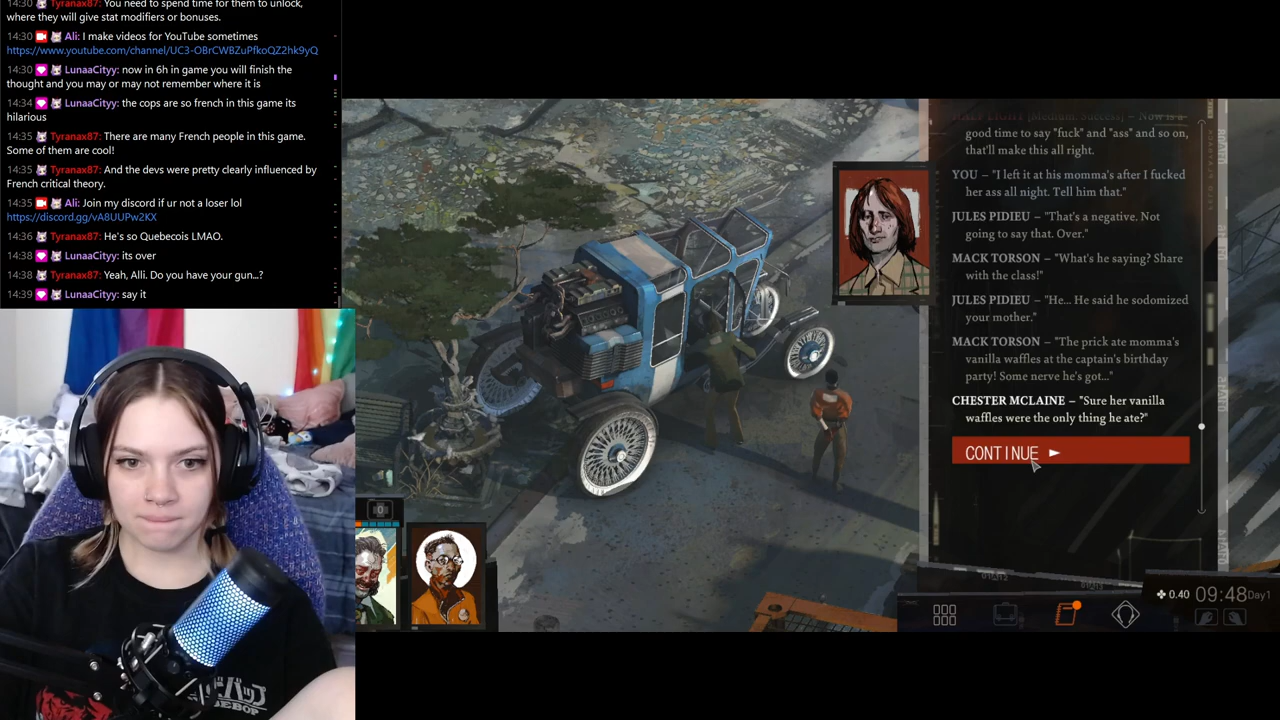 14:30 Tyranax87: You need to spend time for them to unlock,
where they will give stat modifiers or bonuses.
14:30 Ali: I make videos for YouTube sometimes
https://www.youtube.com/channel/UC3-OBrCWBZuPfkoQZ2hk9yQ
14:30 LunaaCityy: now in 6h in game you will finish the
thought and you may or may not remember where it is
14:34 LunaaCityy: the cops are so french in this game its
hilarious
14:35 Tyranax87: There are many French people in this game.
Some of them are cool!
14:35 Tyranax87: And the devs were pretty clearly influenced by
French critical theory.
14:35 Ali: Join my discord if ur not a loser lol
https://discord.gg/vA8UUPw2KX
14:36 Tyranax87: He's so Quebecois LMAO.
14:38 LunaaCityy: its over
14:38 Tyranax87: Yeah, Alli. Do you have your gun...?
14:39 LunaaCityy: say it
HALF LIGHT [Medium: Success] – Now is a
good time to say "fuck" and "ass" and so on,
that'll make this all right.
YOU – "I left it at his momma's after I fucked
her ass all night. Tell him that."
JULES PIDIEU – "That's a negative. Not
going to say that. Over."
MACK TORSON – "What's he saying? Share
with the class!"
JULES PIDIEU – "He... He said he sodomized
your mother."
MACK TORSON – "The prick ate momma's
vanilla waffles at the captain's birthday
party! Some nerve he's got..."
CHESTER MCLAINE – "Sure her vanilla
waffles were the only thing he ate?"
CONTINUE
0
0.40 09:48 Day1